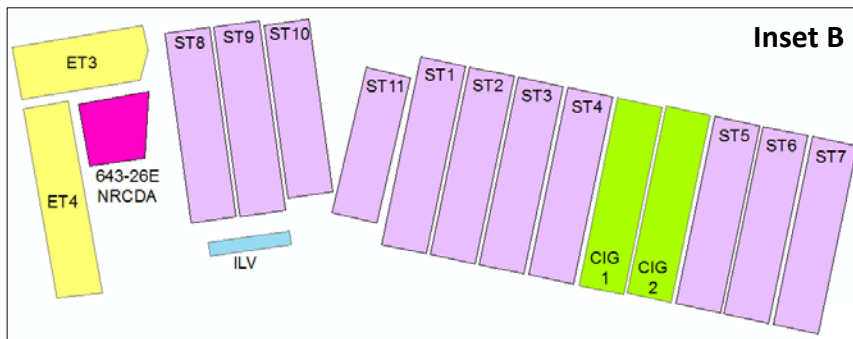 Inset B
ET3
ST8
ST9
ST10
ST11
ST1
ST2
ST3
ST4
ST5
ST6
ST7
643-26E
NRCDA
ET4
ILV
CIG
1
CIG
2